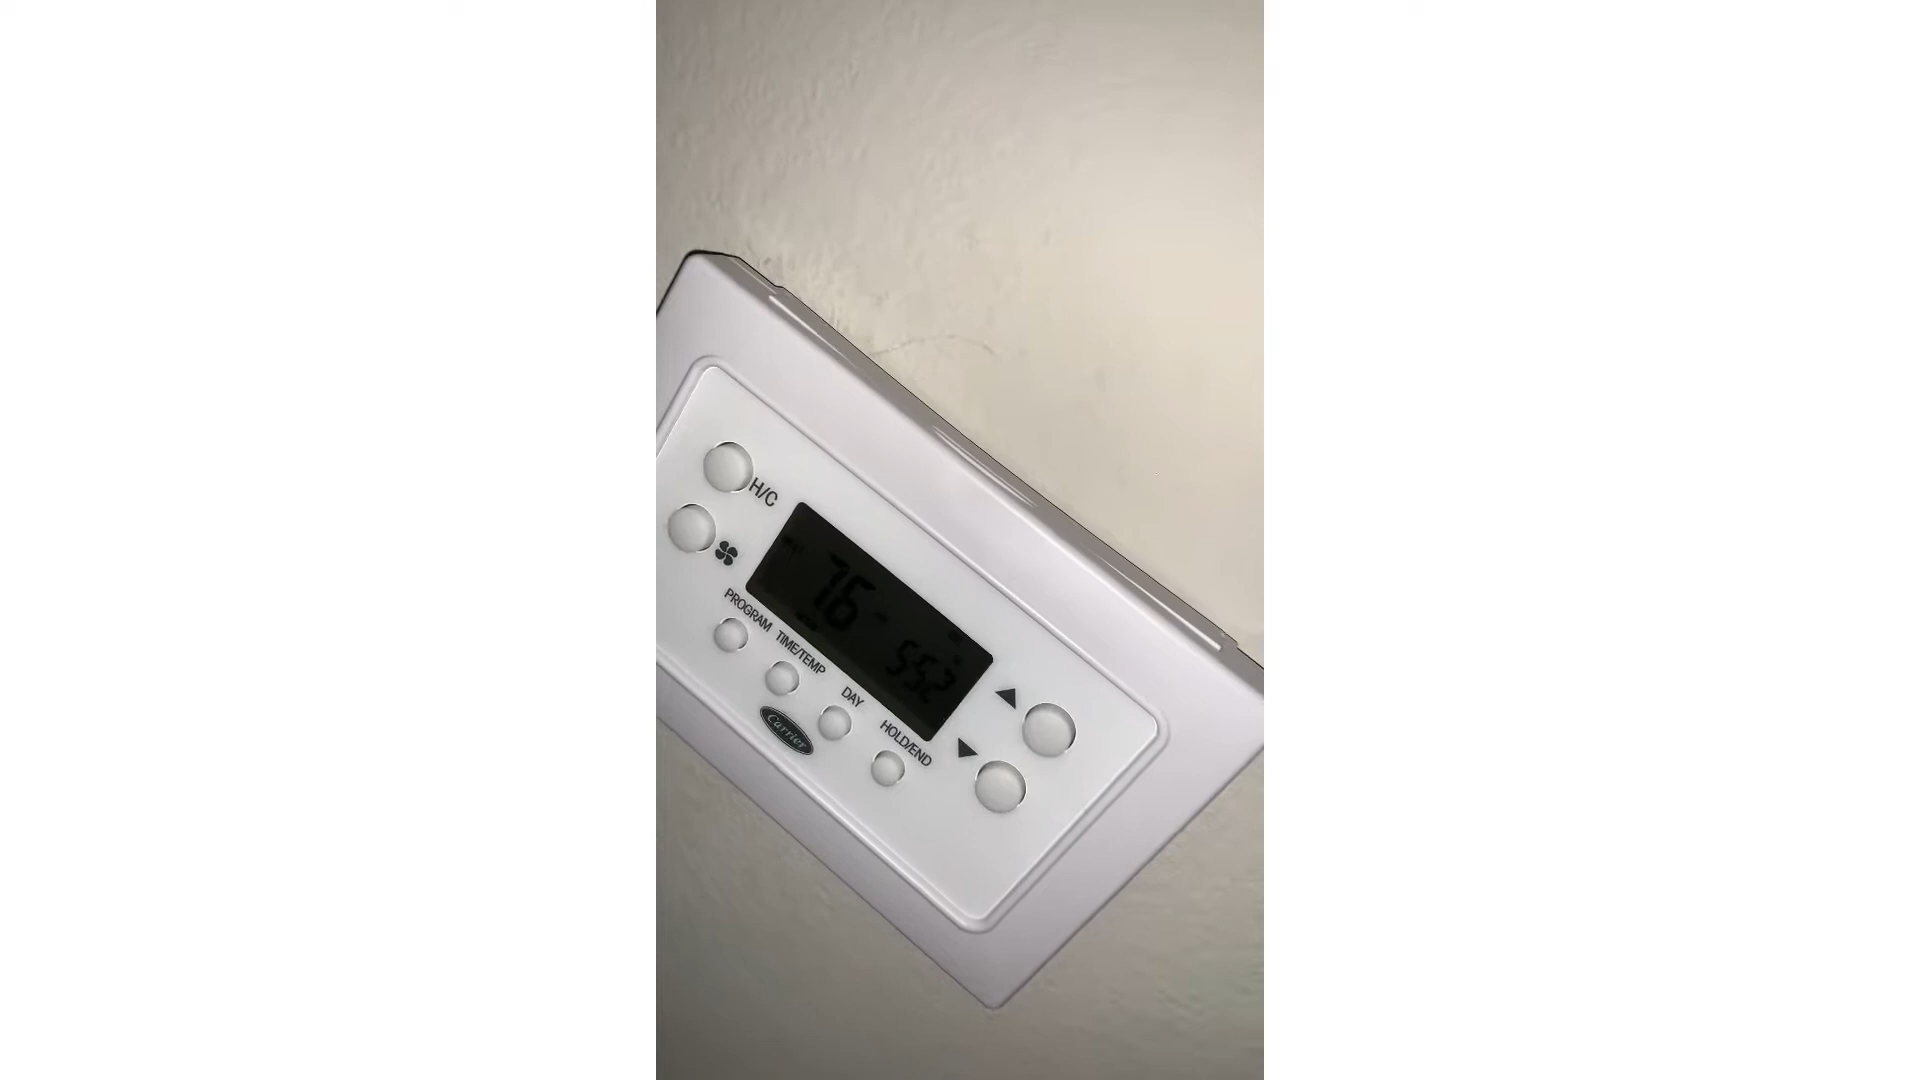 H/C
76
552
PROGRAM
TIME/TEMP
DAY
HOLD/END
Carrier